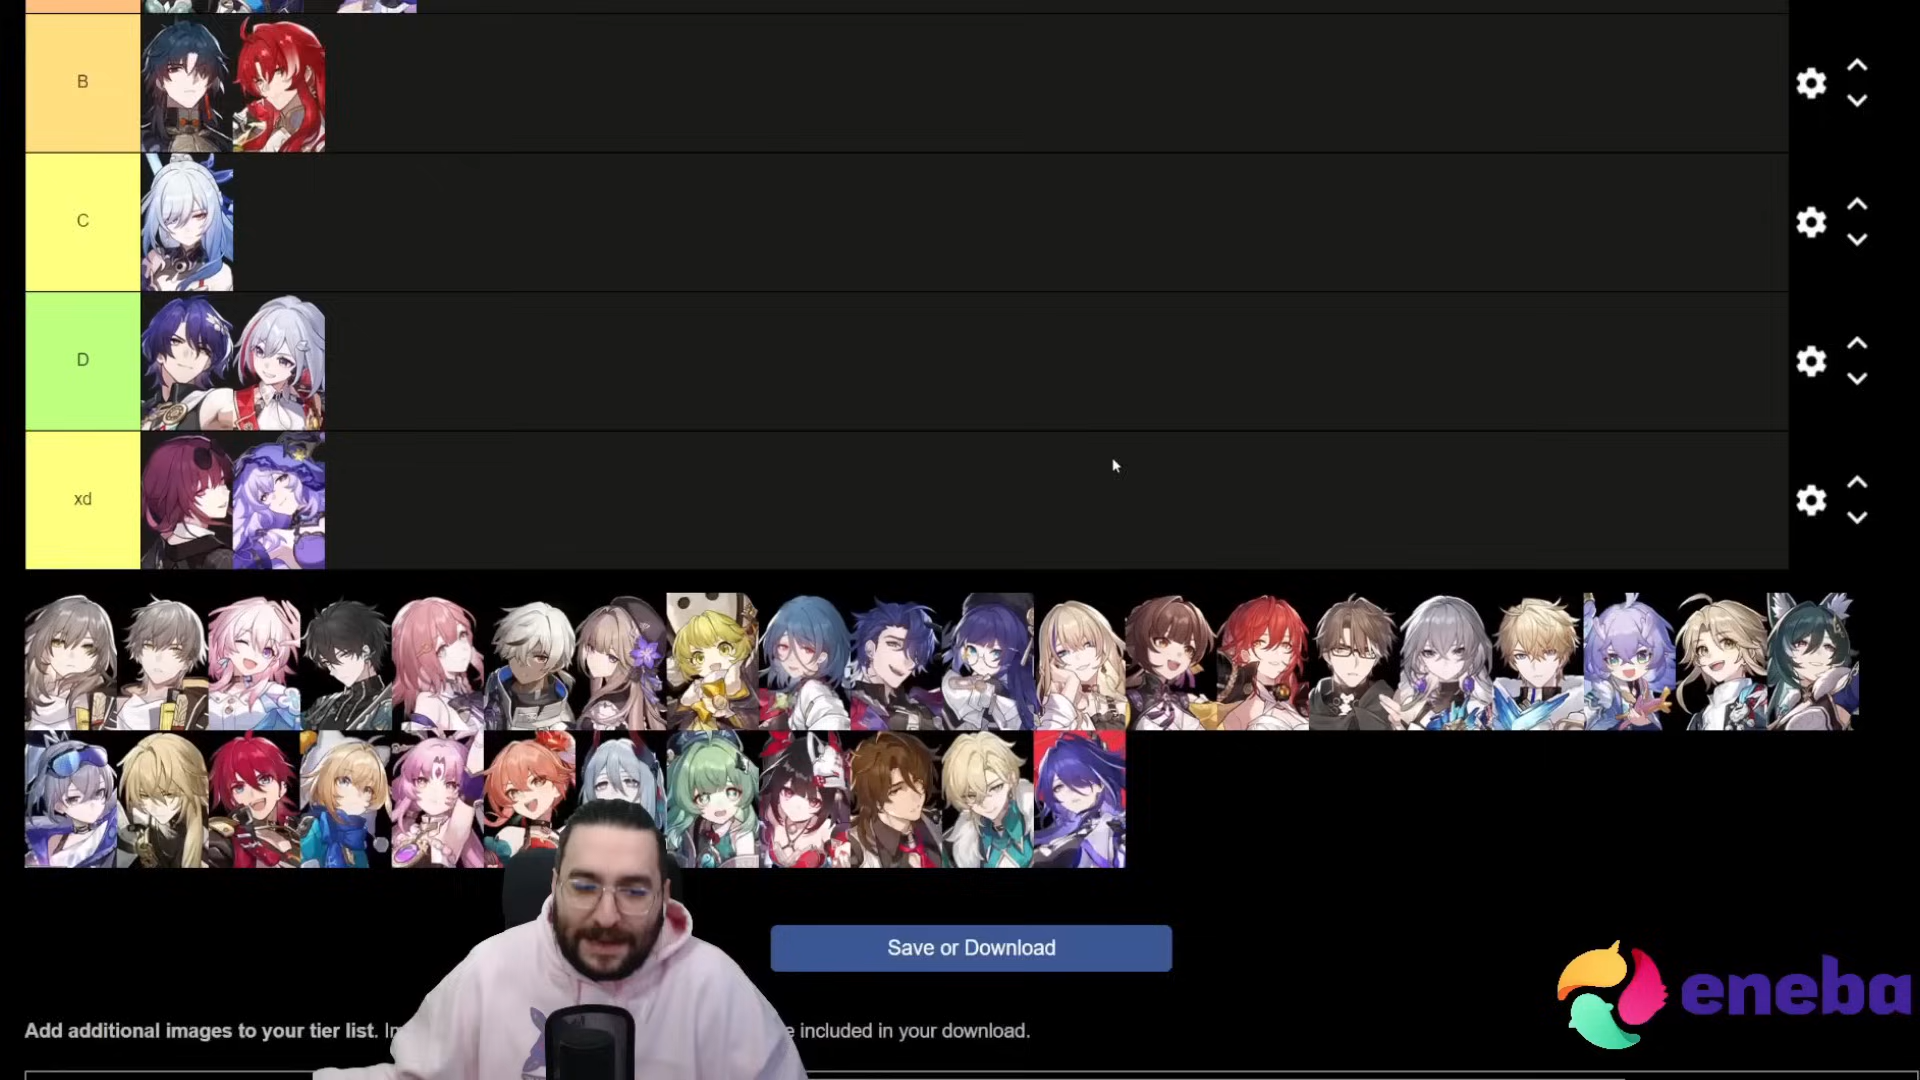 B
C
D
xd
Save or Download
eneba
Add additional images to your tier list. I
e included in your download.